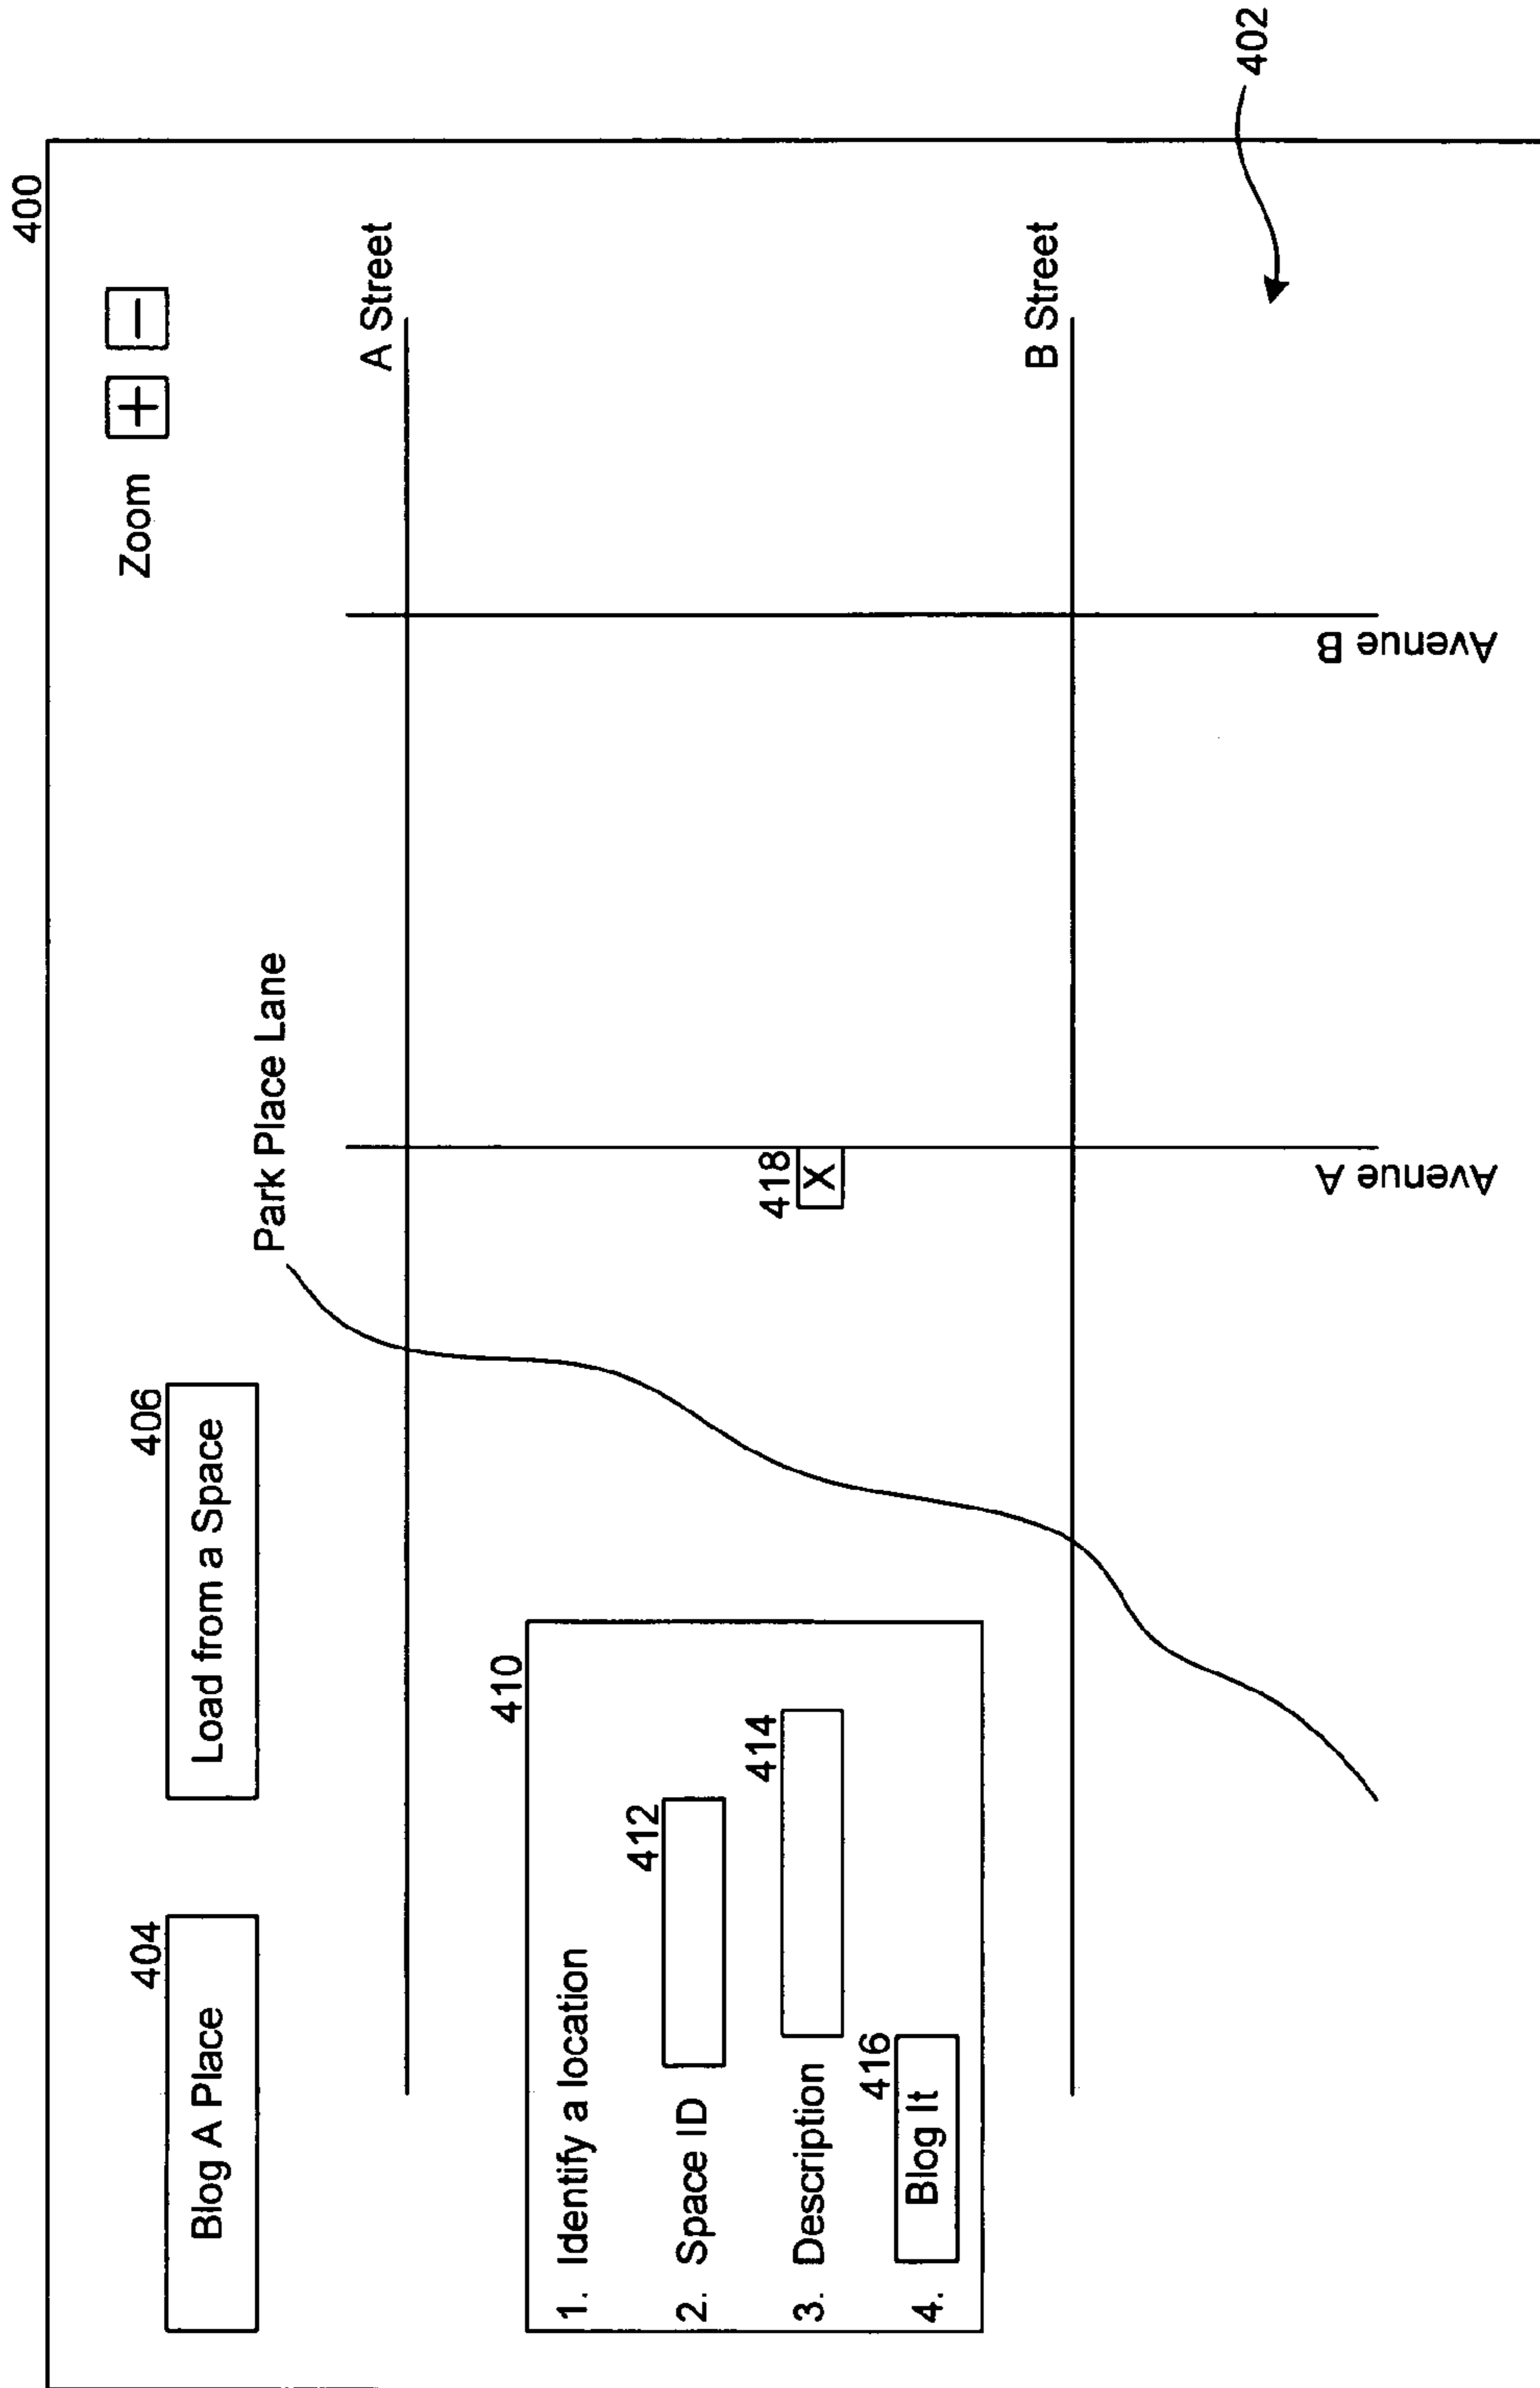 400
404
406
Blog A Place
Load from a Space
Zoom + −
Park Place Lane
A Street
410
1. Identify a location
412
2. Space ID
414
3. Description
416
4. Blog It
418
X
B Street
402
Avenue A
Avenue B